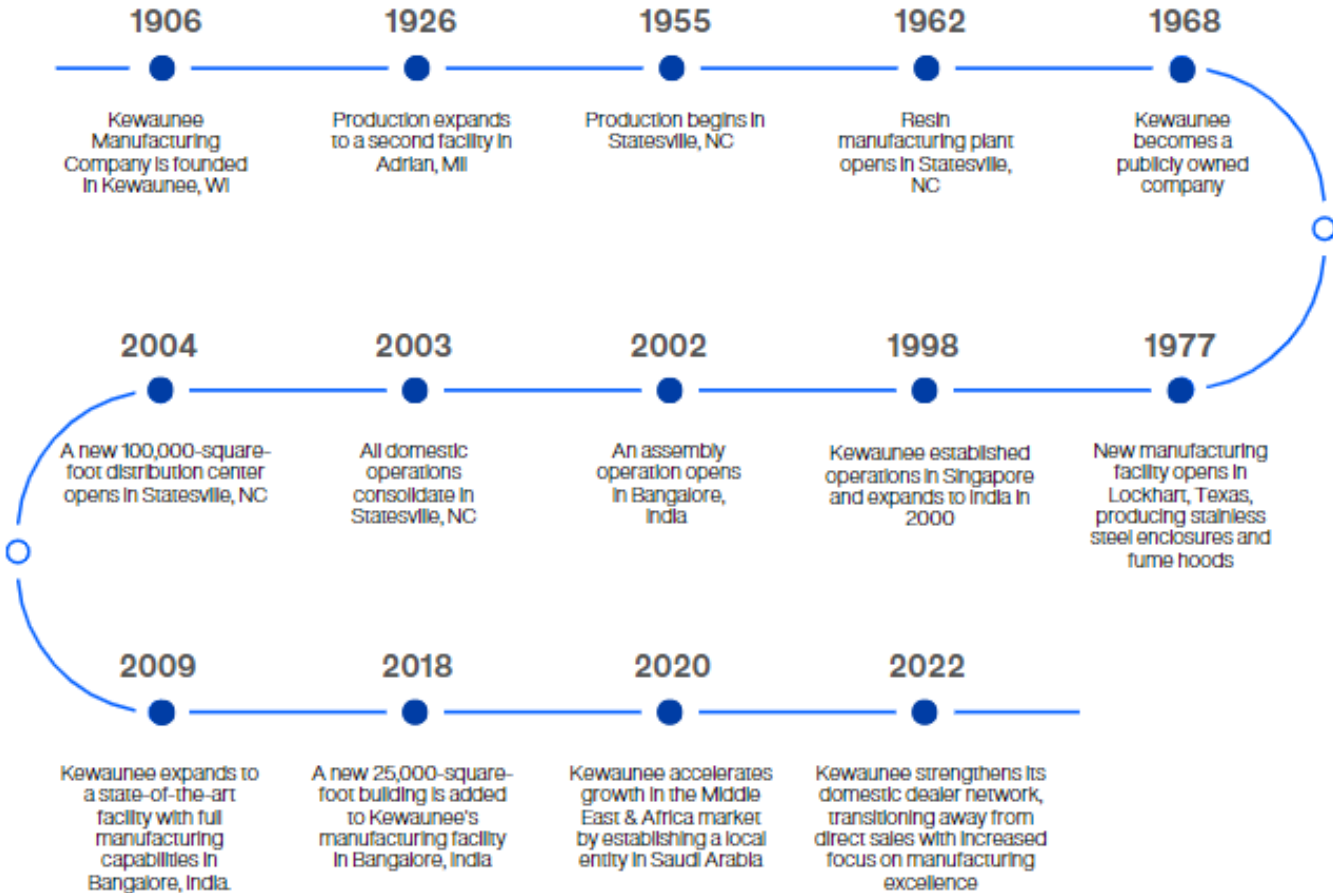 1906
Kewaunee
Manufacturing
Company is founded
in Kewaunee, WI
1926
Production expands
to a second facility in
Adrian, MII
1955
Production begins in
Statesville, NC
1962
Resin
manufacturing plant
opens in Statesville,
NC
1968
Kewaunee
becomes a
publicly owned
company
1977
New manufacturing
facility opens in
Lockhart, Texas,
producing stainless
steel enclosures and
fume hoods
1998
Kewaunee established
operations in Singapore
and expands to India in
2000
2002
An assembly
operation opens
in Bangalore,
India
2003
All domestic
operations
consolidate in
Statesville, NC
2004
A new 100,000-square-
foot distribution center
opens in Statesville, NC
2009
Kewaunee expands to
a state-of-the-art
facility with full
manufacturing
capabilities in
Bangalore, India.
2018
A new 25,000-square-
foot building is added
to Kewaunee's
manufacturing facility
in Bangalore, India
2020
Kewaunee accelerates
growth in the Middle
East & Africa market
by establishing a local
entity in Saudi Arabia
2022
Kewaunee strengthens its
domestic dealer network,
transitioning away from
direct sales with increased
focus on manufacturing
excellence